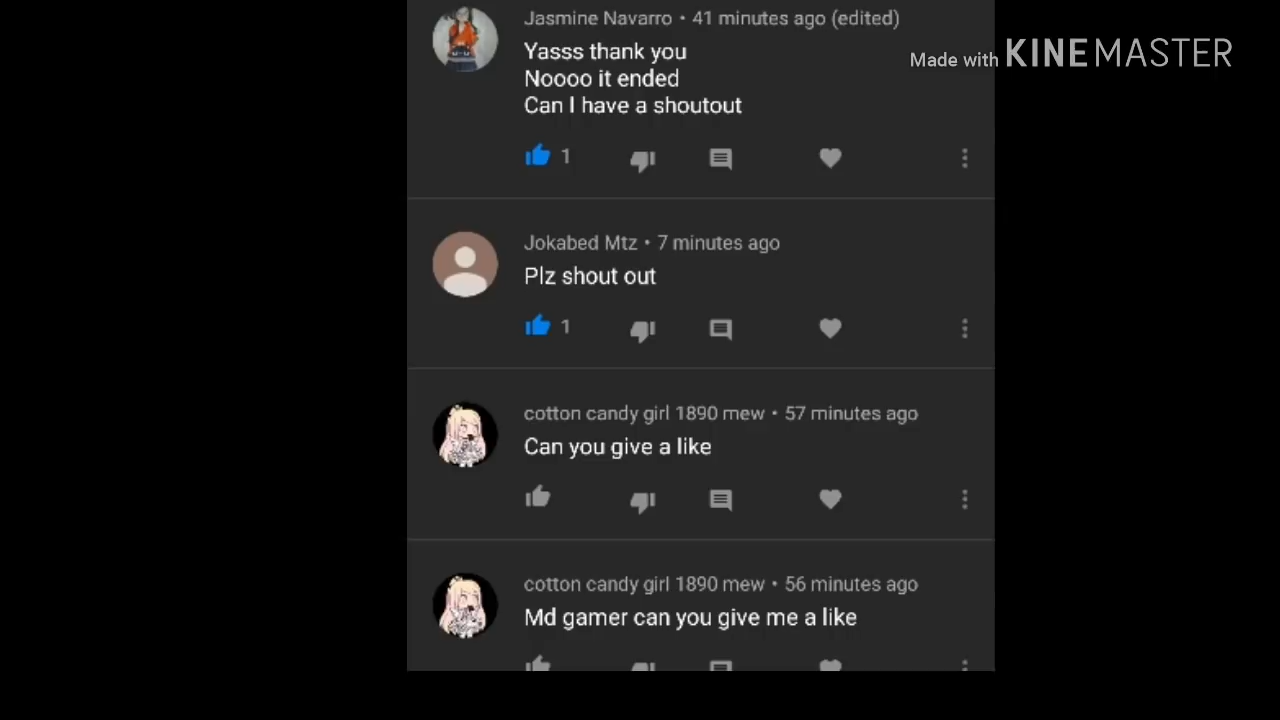 Jasmine Navarro • 41 minutes ago (edited)
Made with KINEMASTER
Yasss thank you
Noooo it ended
Can I have a shoutout
1
Jokabed Mtz • 7 minutes ago
Plz shout out
1
cotton candy girl 1890 mew • 57 minutes ago
Can you give a like
cotton candy girl 1890 mew • 56 minutes ago
Md gamer can you give me a like